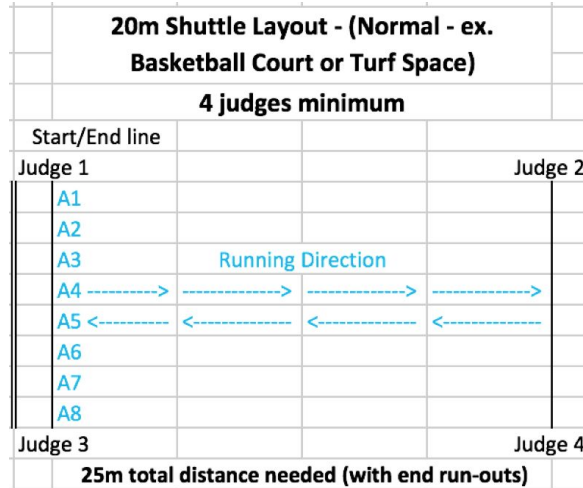 20m Shuttle Layout - (Normal - ex.
Basketball Court or Turf Space)
4 judges minimum
Start/End line
Judge 1 Judge 2
A1
A2
A3 Running Direction
A4 ----------> --------------> ---------------> --------------->
A5 <---------- <-------------- <--------------- <---------------
A6
A7
A8
Judge 3 Judge 4
25m total distance needed (with end run-outs)